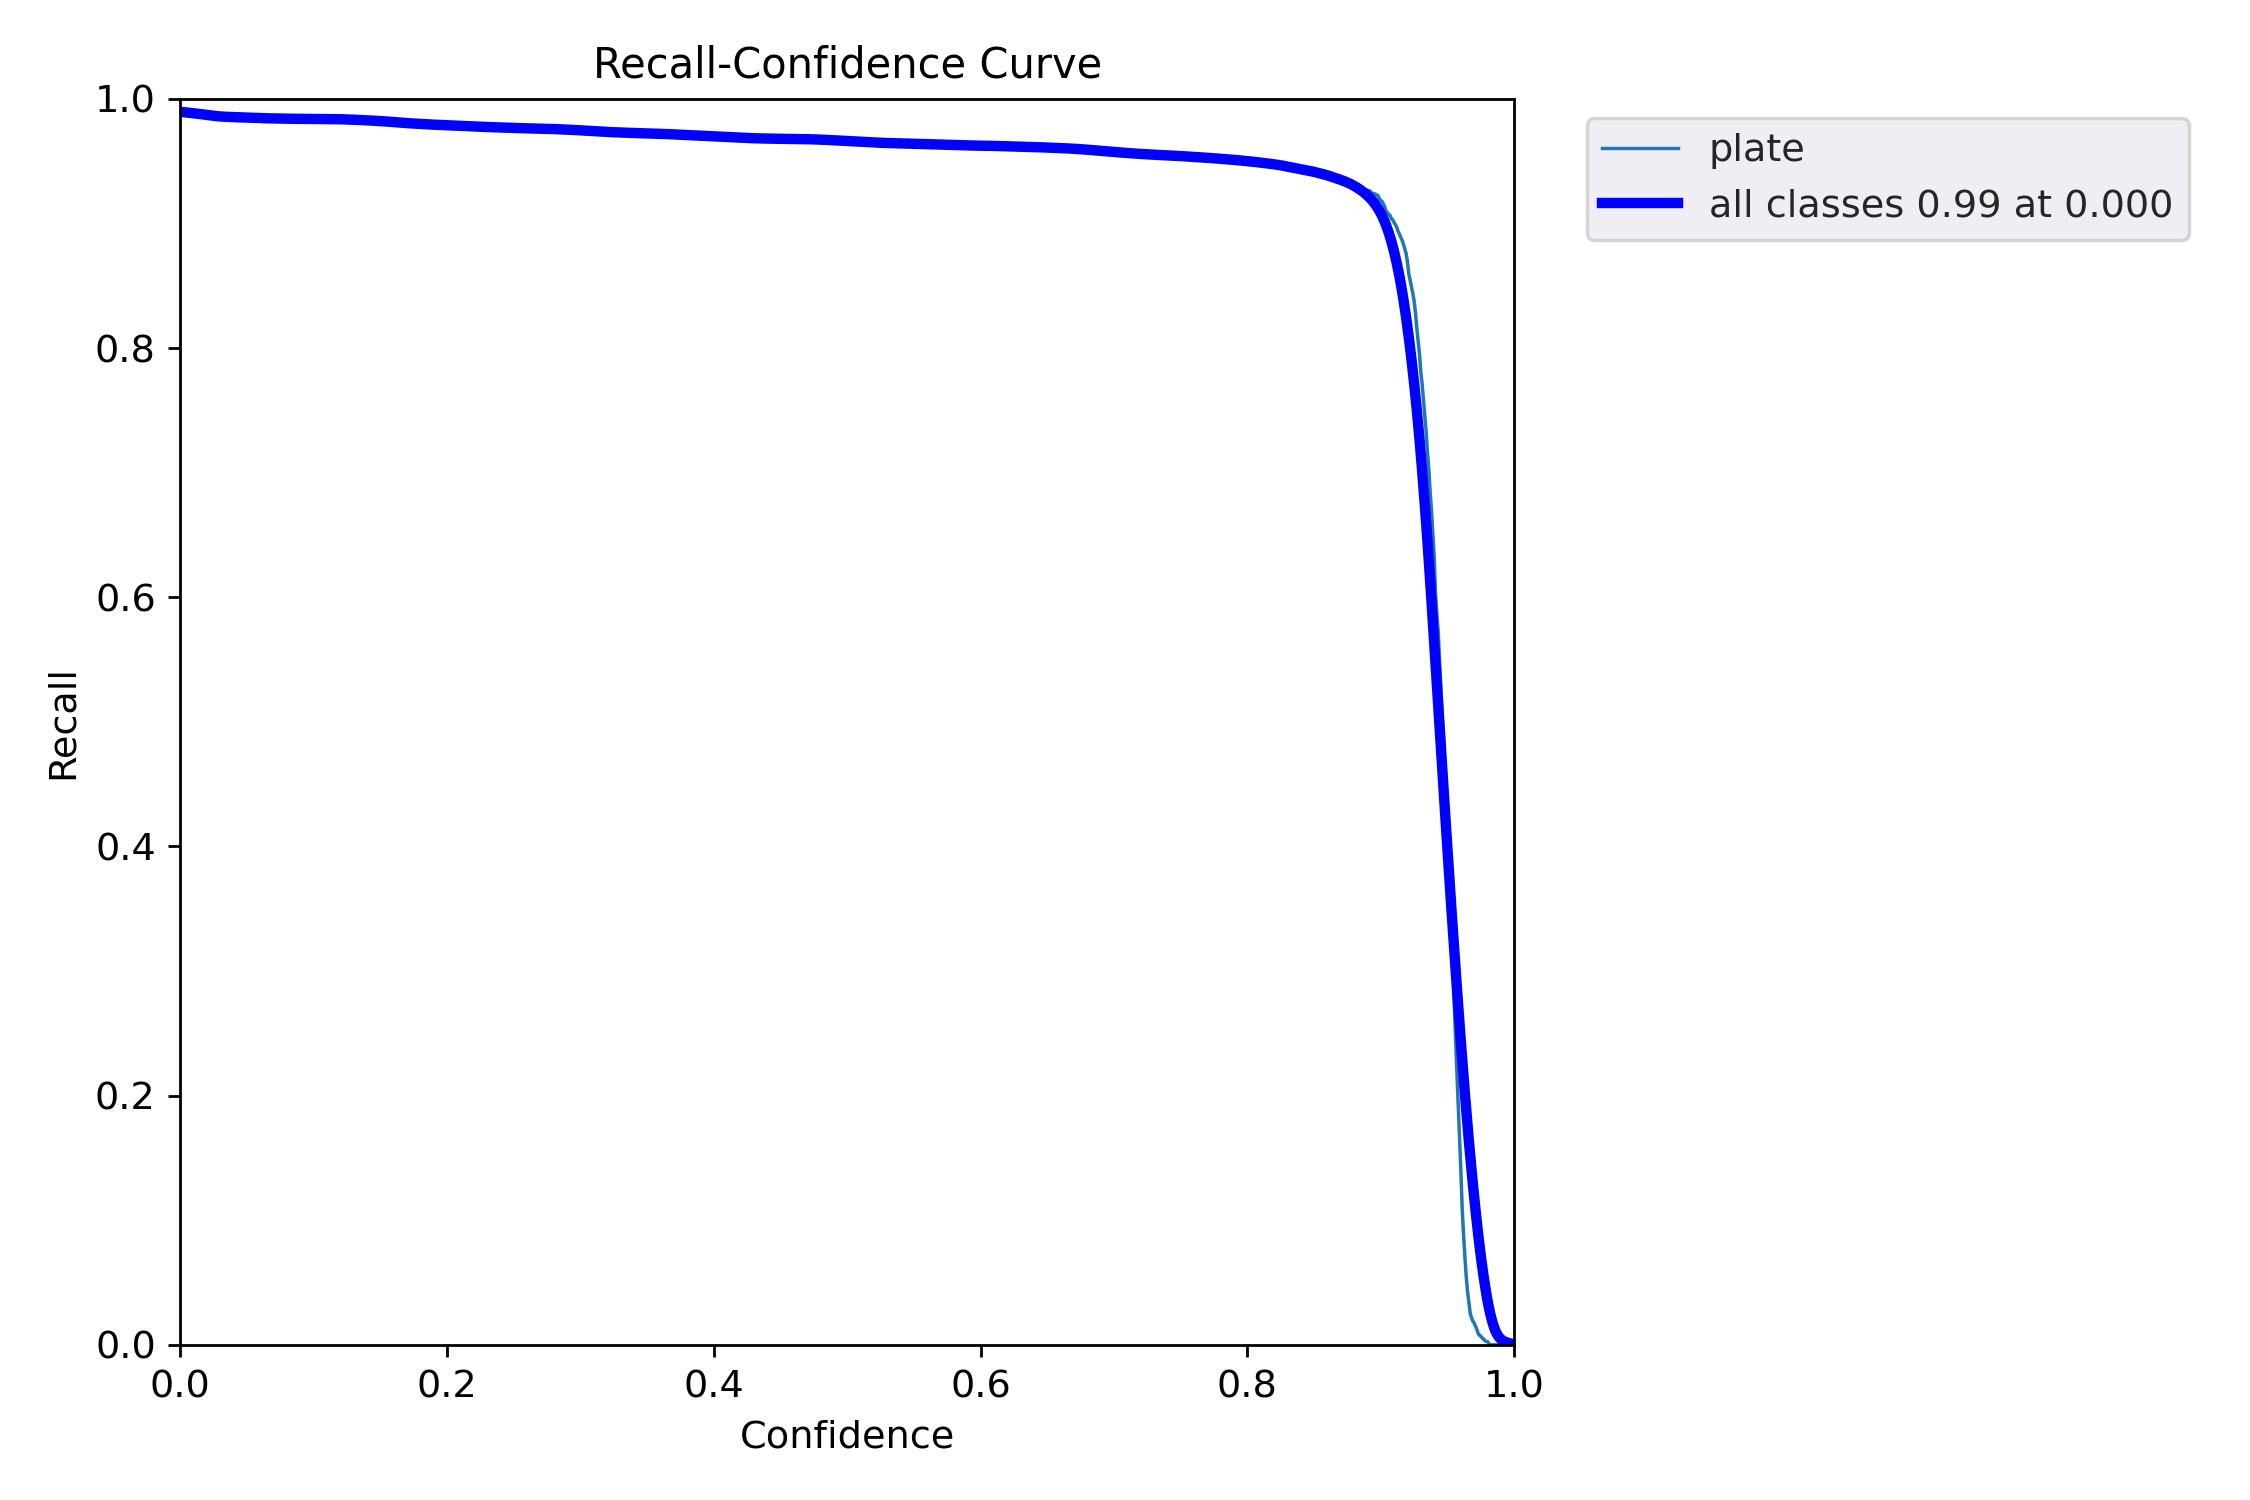 Recall-Confidence Curve
1.0
0.8
0.6
0.4
0.2
0.0
Recall
0.0 0.2 0.4 0.6 0.8 1.0
Confidence
plate
all classes 0.99 at 0.000